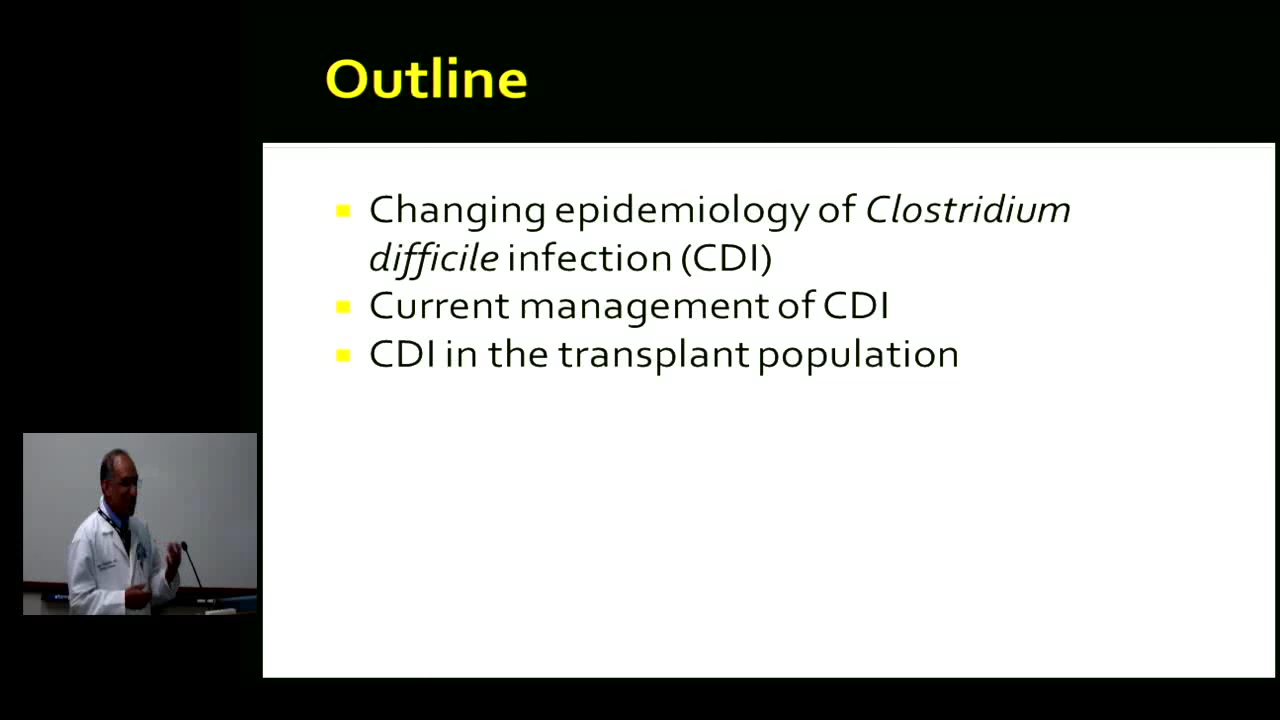 Outline
Changing epidemiology of Clostridium
difficile infection (CDI)
Current management of CDI
CDI in the transplant population